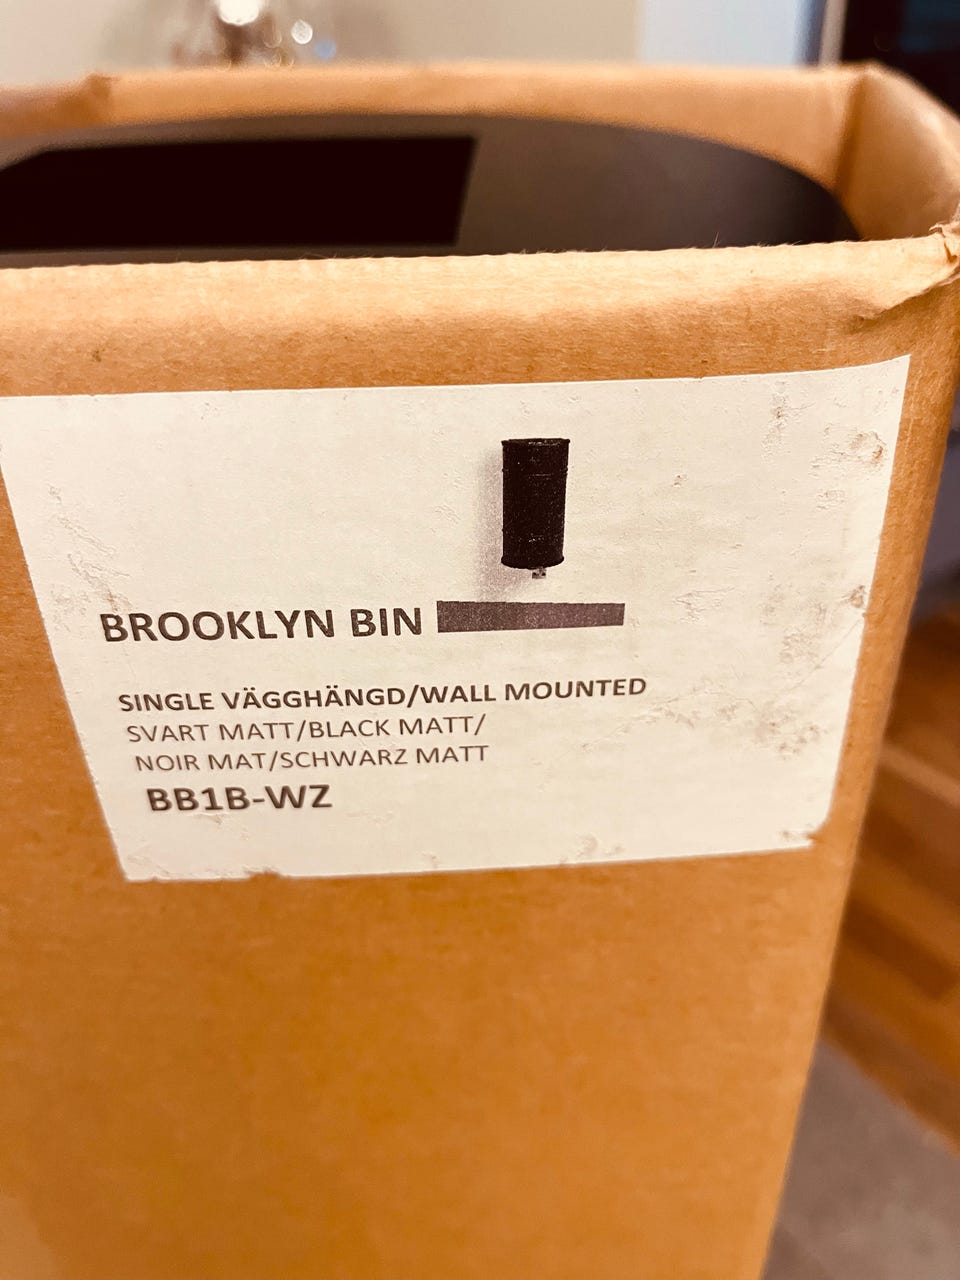 BROOKLYN BIN
SINGLE VÄGGHÄNGD/WALL MOUNTED
SVART MATT/BLACK MATT/
NOIR MAT/SCHWARZ MATT
BB1B-WZ